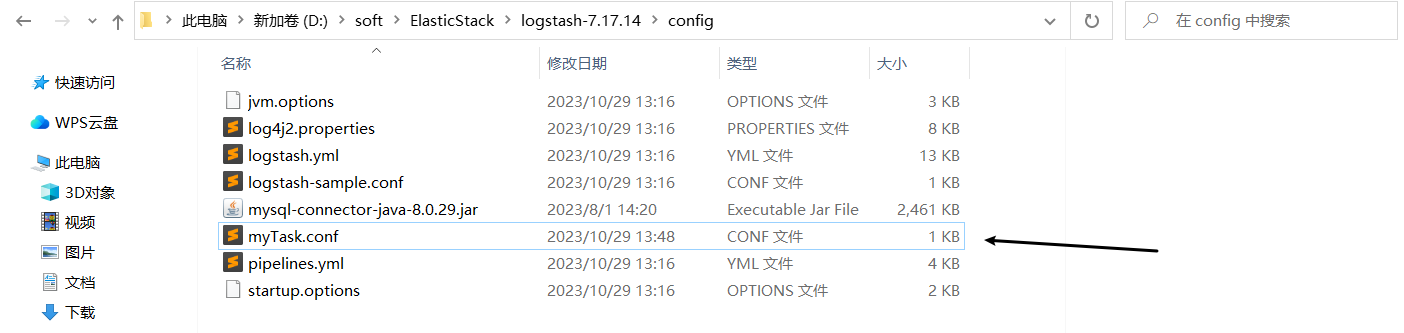 此电脑 > 新加卷 (D:) > soft > ElasticStack > logstash-7.17.14 > config
在 config 中搜索
快速访问
WPS云盘
此电脑
3D对象
视频
图片
文档
下载
名称 修改日期 类型 大小
jvm.options 2023/10/29 13:16 OPTIONS 文件 3 KB
log4j2.properties 2023/10/29 13:16 PROPERTIES 文件 8 KB
logstash.yml 2023/10/29 13:16 YML 文件 13 KB
logstash-sample.conf 2023/10/29 13:16 CONF 文件 1 KB
mysql-connector-java-8.0.29.jar 2023/8/1 14:20 Executable Jar File 2,461 KB
myTask.conf 2023/10/29 13:48 CONF 文件 1 KB
pipelines.yml 2023/10/29 13:16 YML 文件 4 KB
startup.options 2023/10/29 13:16 OPTIONS 文件 2 KB